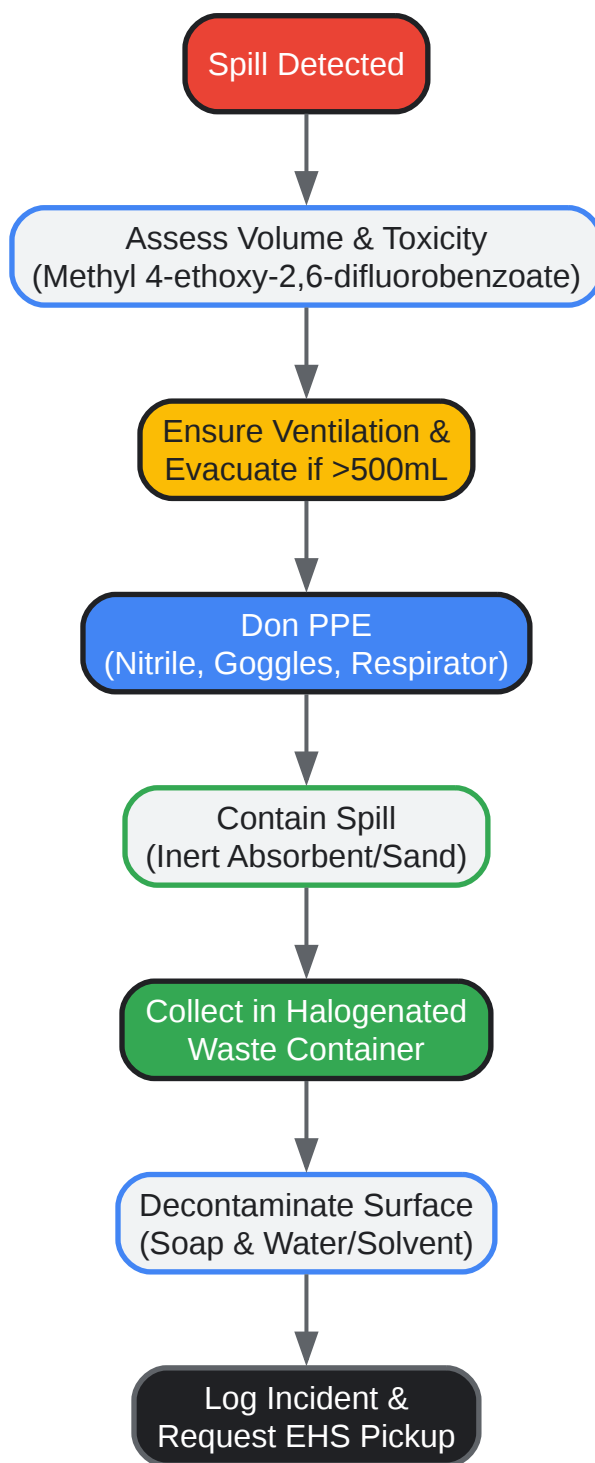 Spill Detected
Assess Volume & Toxicity
(Methyl 4-ethoxy-2,6-difluorobenzoate)
Ensure Ventilation &
Evacuate if >500mL
Don PPE
(Nitrile, Goggles, Respirator)
Contain Spill
(Inert Absorbent/Sand)
Collect in Halogenated
Waste Container
Decontaminate Surface
(Soap & Water/Solvent)
Log Incident &
Request EHS Pickup